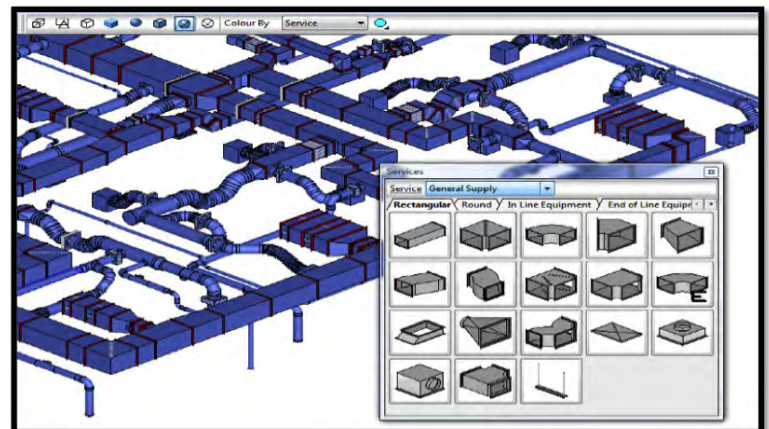 Colour By Service
Services
Service General Supply
Rectangular Round In Line Equipment End of Line Equipr